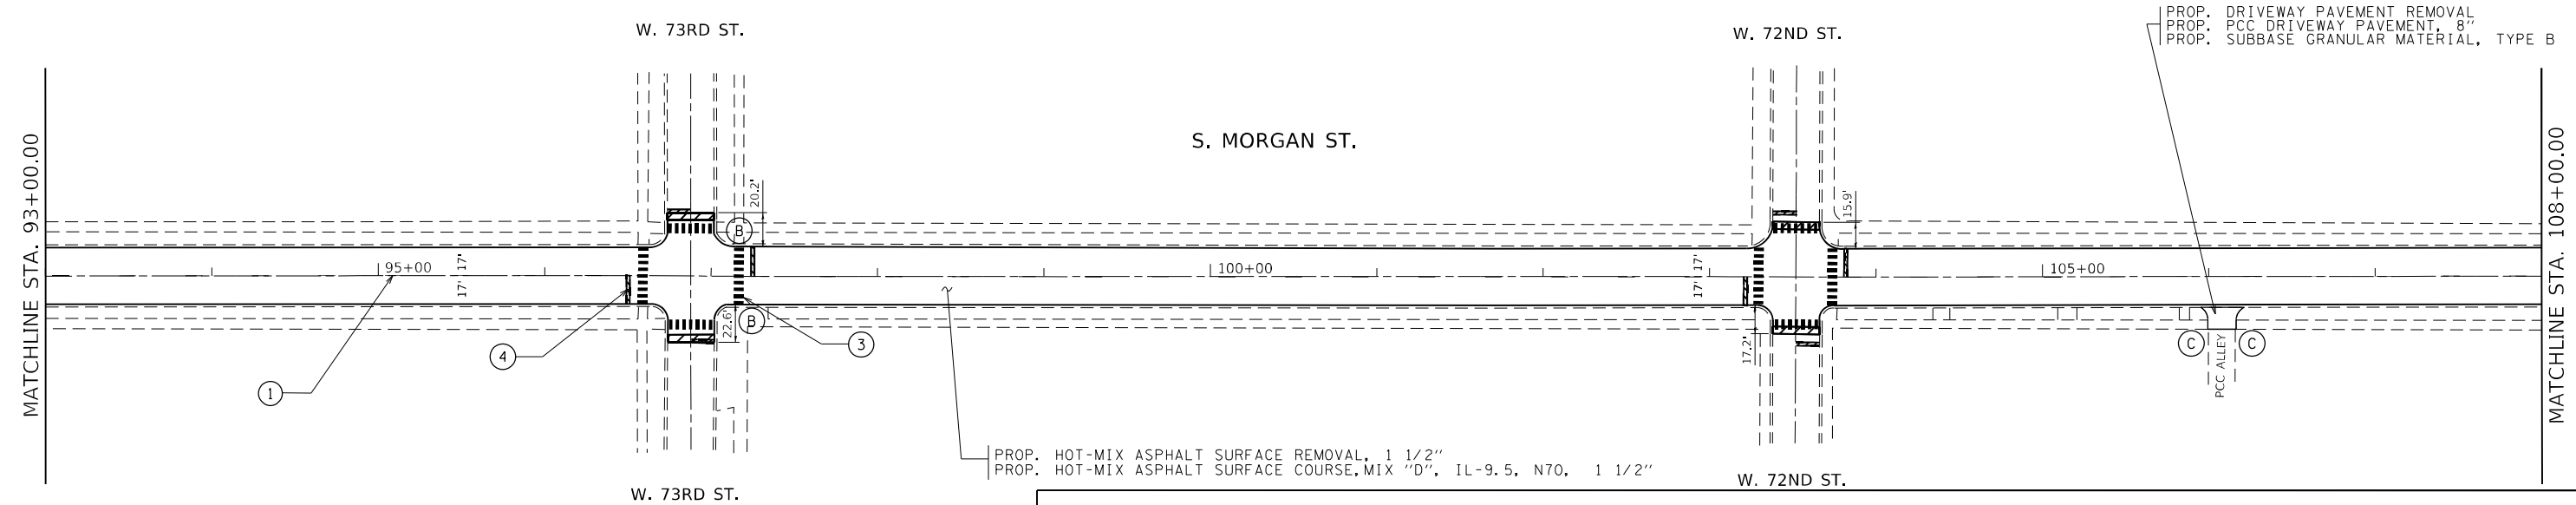 W. 73RD ST.
W. 72ND ST.
PROP. DRIVEWAY PAVEMENT REMOVAL
PROP. PCC DRIVEWAY PAVEMENT, 8"
PROP. SUBBASE GRANULAR MATERIAL, TYPE B
S. MORGAN ST.
MATCHLINE STA. 93+00.00
MATCHLINE STA. 108+00.00
20.2'
15.9'
B
95+00
17' 17'
100+00
17' 17'
105+00
B
22.6'
17.2'
4
3
C
C
PCC ALLEY
1
PROP. HOT-MIX ASPHALT SURFACE REMOVAL, 1 1/2"
PROP. HOT-MIX ASPHALT SURFACE COURSE, MIX "D", IL-9.5, N70, 1 1/2"
W. 73RD ST.
W. 72ND ST.